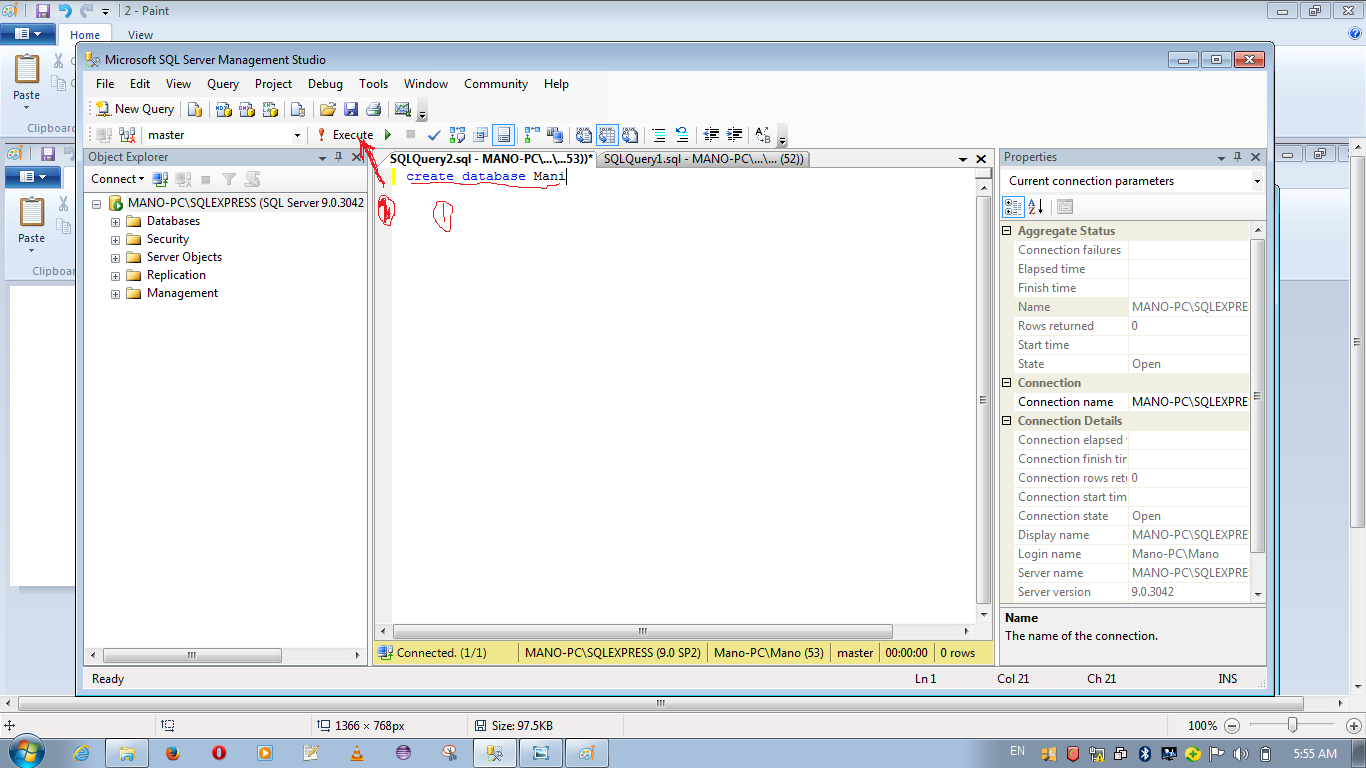 2 - Paint
Home View
Paste
Clipboard
Paste
Clipboar
Microsoft SQL Server Management Studio
File Edit View Query Project Debug Tools Window Community Help
New Query
master Execute
Object Explorer
Connect
MANO-PC\SQLEXPRESS (SQL Server 9.0.3042
Databases
Security
Server Objects
Replication
Management
SQLQuery2.sql - MANO-PC\...\...53))* SQLQuery1.sql - MANO-PC\...\... (52))
create database Mani
1
Properties
Current connection parameters
Aggregate Status
Connection failures
Elapsed time
Finish time
Name MANO-PC\SQLEXPRE
Rows returned 0
Start time
State Open
Connection
Connection name MANO-PC\SQLEXPRE
Connection Details
Connection elapsed
Connection finish tin
Connection rows retu 0
Connection start tim
Connection state Open
Display name MANO-PC\SQLEXPRE
Login name Mano-PC\Mano
Server name MANO-PC\SQLEXPRE
Server version 9.0.3042
Name
The name of the connection.
Connected. (1/1) MANO-PC\SQLEXPRESS (9.0 SP2) Mano-PC\Mano (53) master 00:00:00 0 rows
Ready Ln 1 Col 21 Ch 21 INS
1366 × 768px Size: 97.5KB 100%
EN 5:55 AM